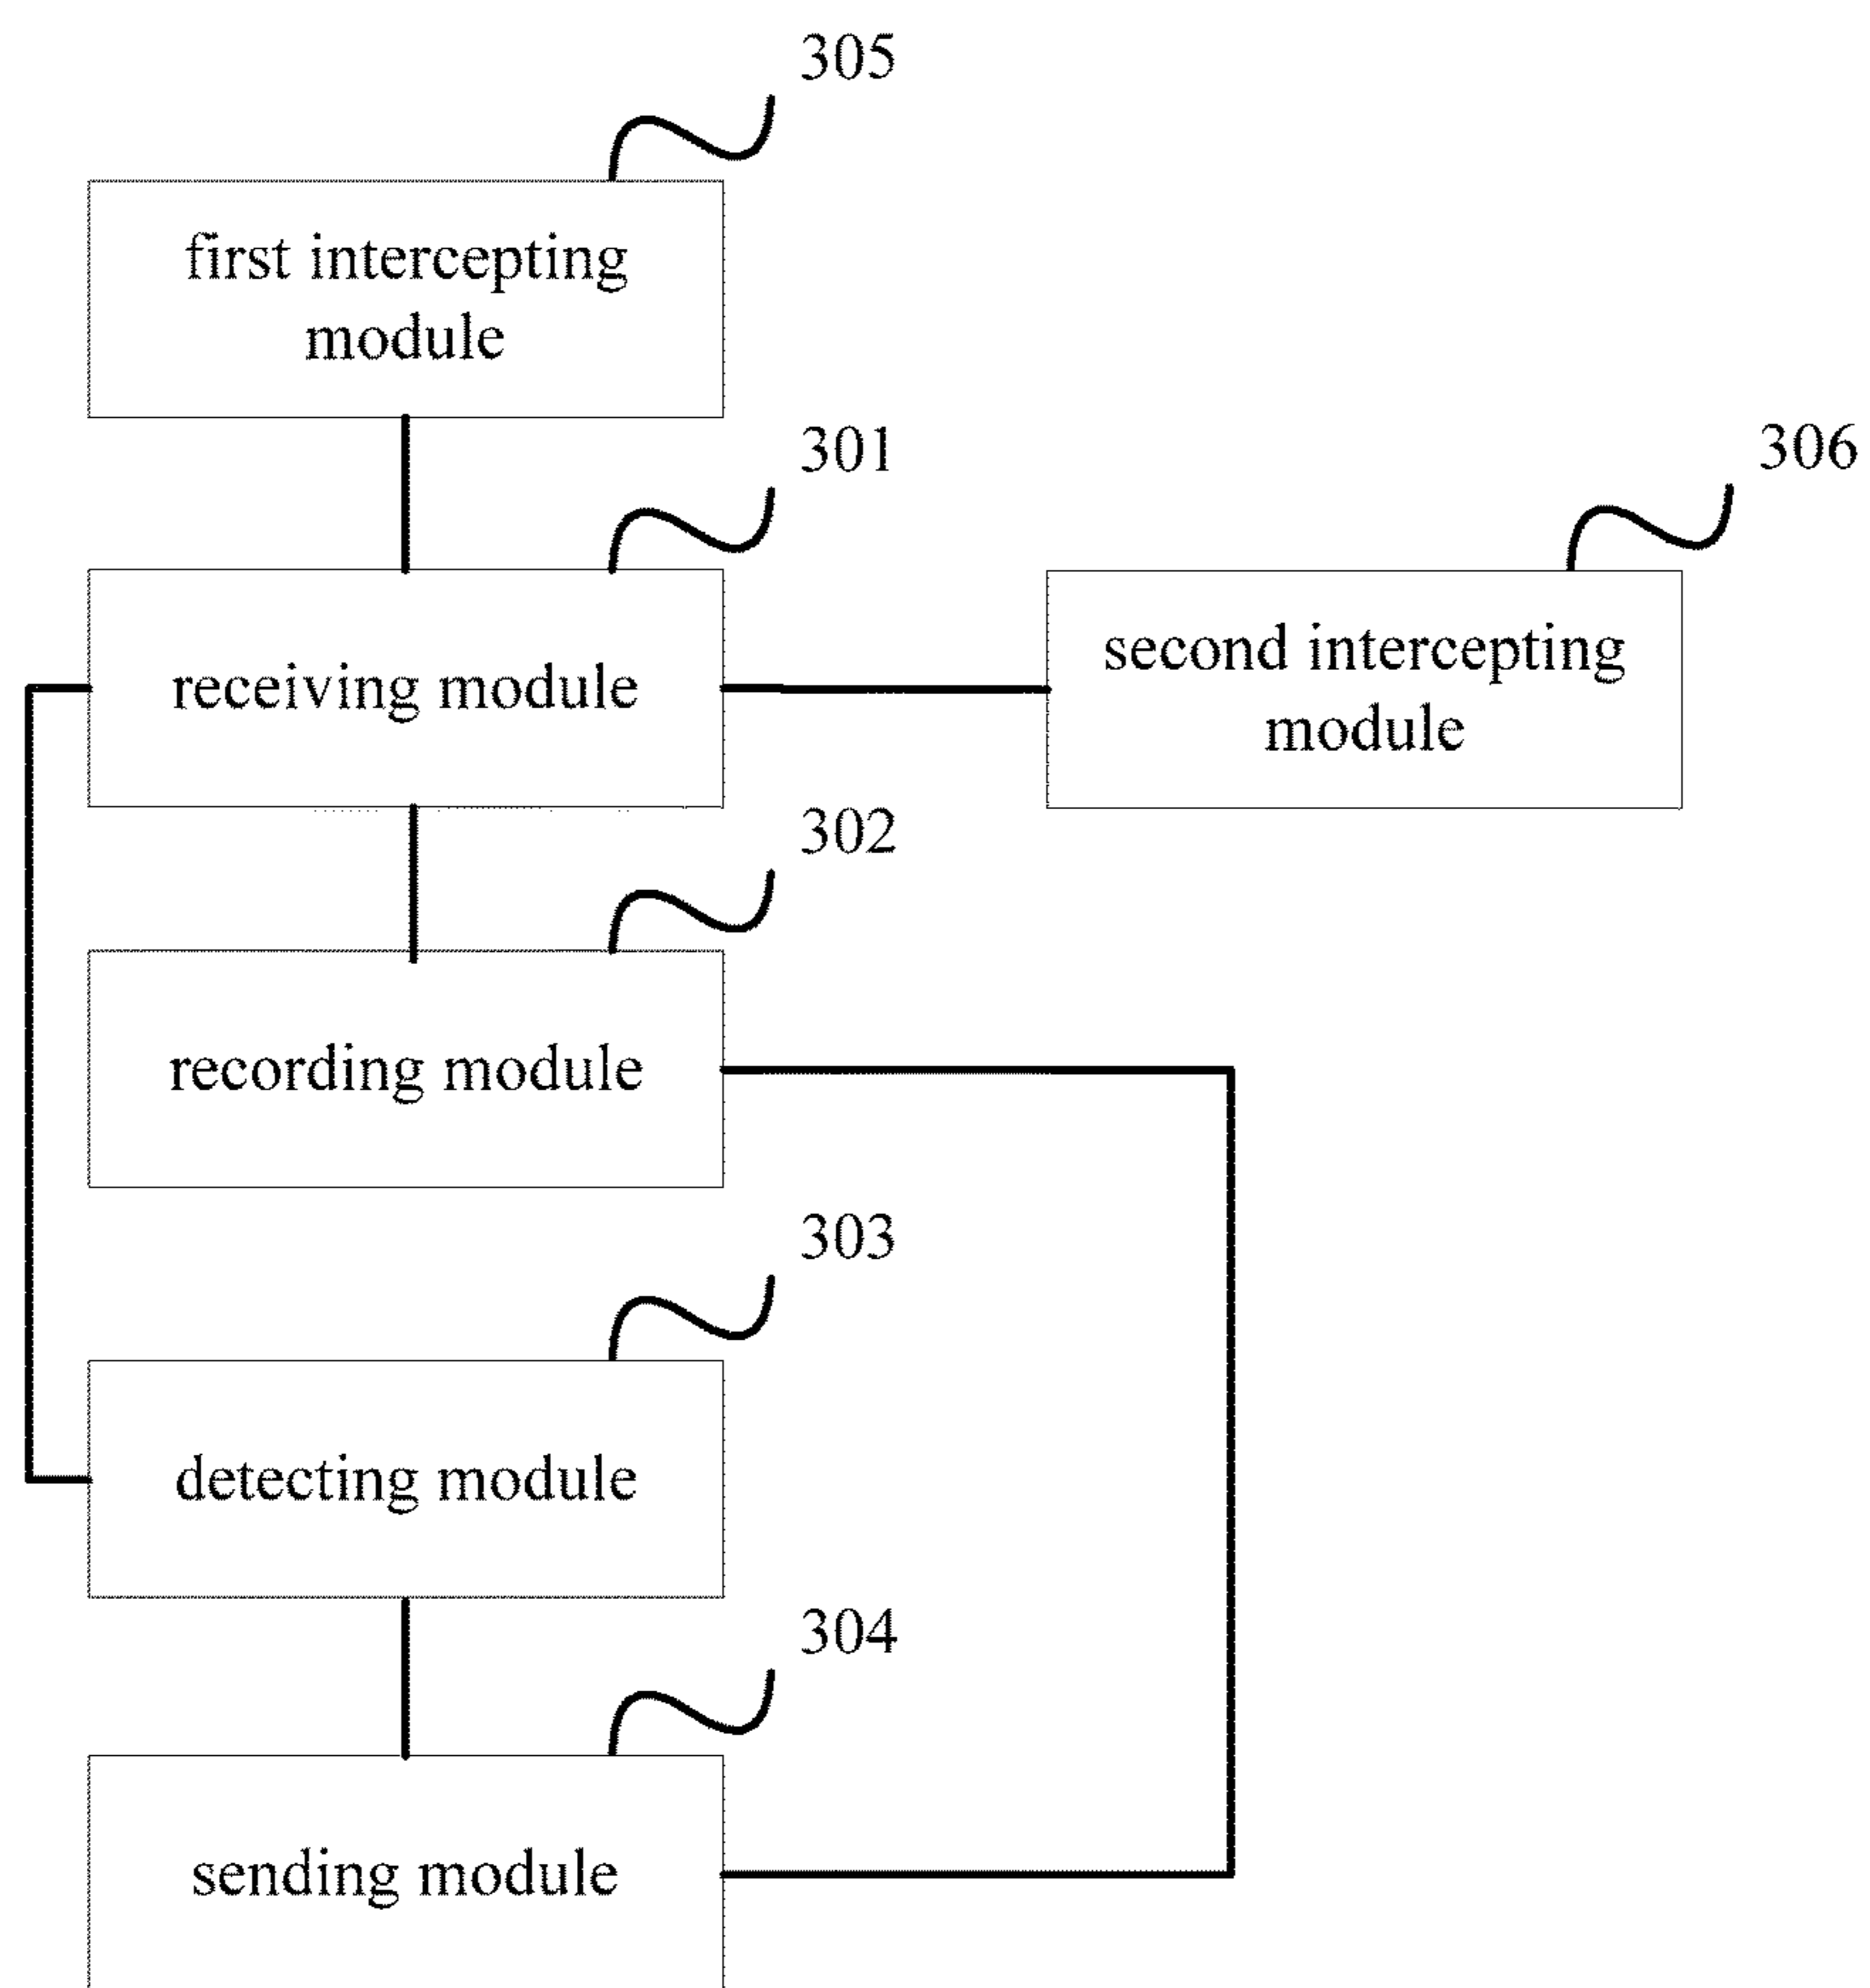 305
first intercepting
module
301
306
receiving module
second intercepting
module
302
recording module
303
detecting module
304
sending module